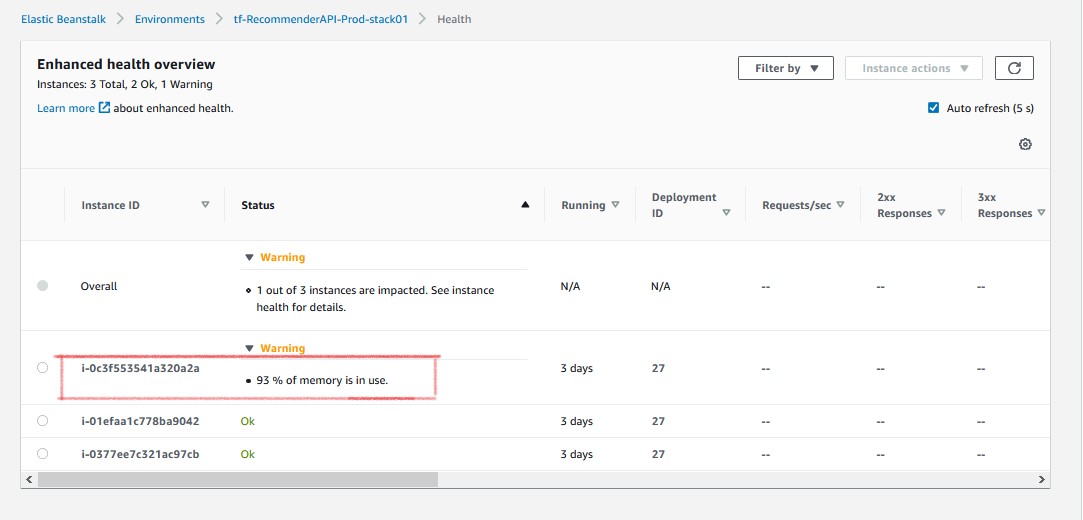 Elastic Beanstalk > Environments > tf-RecommenderAPI-Prod-stack01 > Health
Enhanced health overview
Instances: 3 Total, 2 Ok, 1 Warning
Learn more about enhanced health.
Filter by
Instance actions
Auto refresh (5 s)
Instance ID Status Running Deployment ID Requests/sec 2xx Responses 3xx Responses
Warning
Overall
1 out of 3 instances are impacted. See instance
health for details.
N/A N/A -- -- --
Warning
i-0c3f553541a320a2a
93 % of memory is in use.
3 days 27 -- -- --
i-01efaa1c778ba9042 Ok 3 days 27 -- -- --
i-0377ee7c321ac97cb Ok 3 days 27 -- -- --